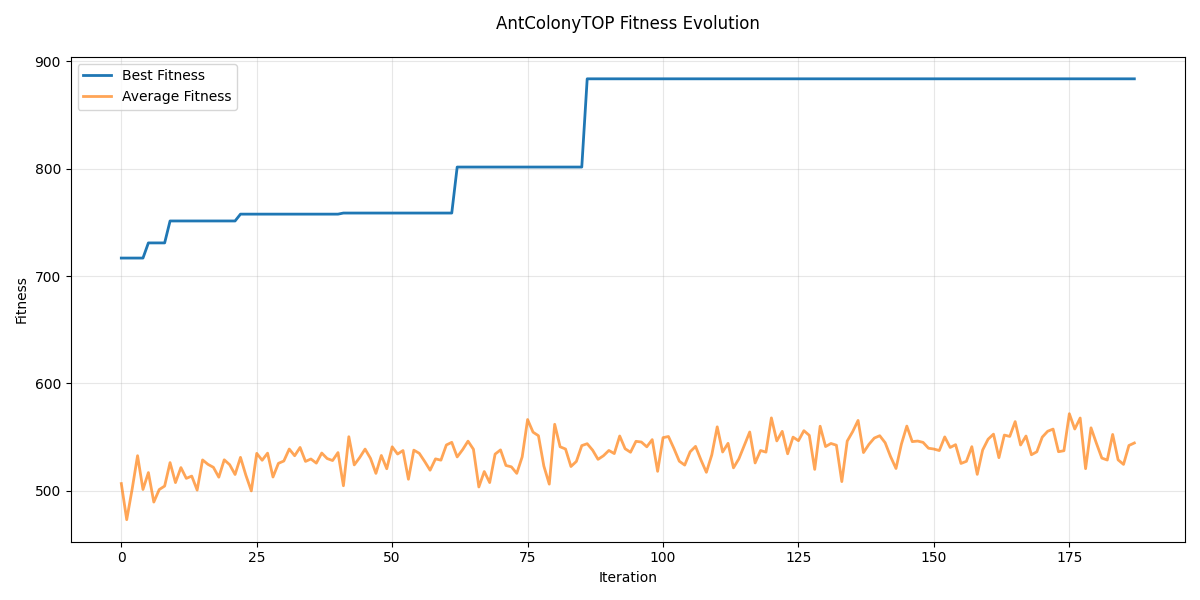 AntColonyTOP Fitness Evolution
Best Fitness
Average Fitness
900
800
700
600
500
Fitness
0 25 50 75 100 125 150 175
Iteration